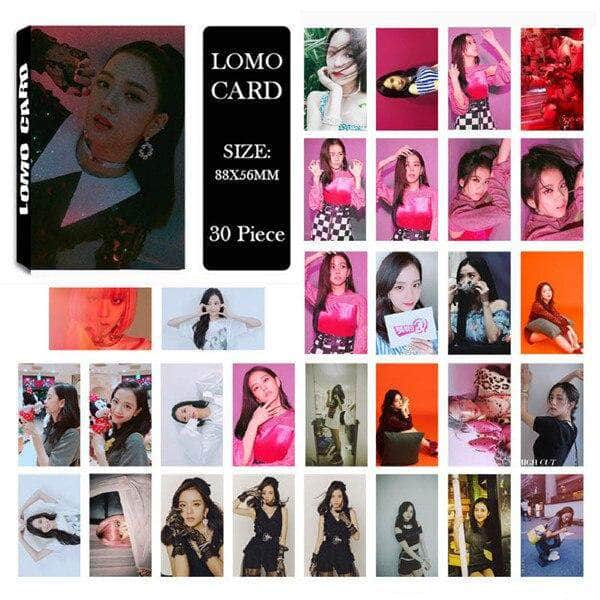 LOMO CARD
LOMO
CARD
SIZE:
88X56MM
30 Piece
HIGH CUT